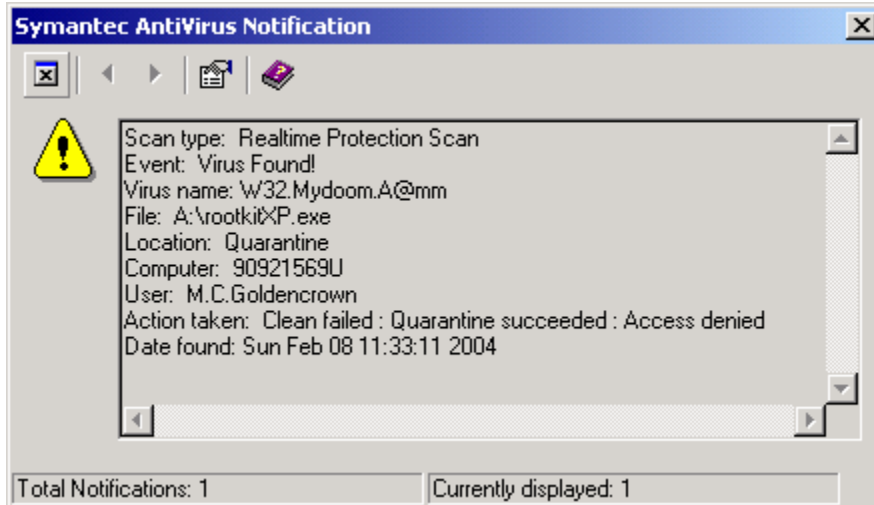 Symantec AntiVirus Notification
Scan type:  Realtime Protection Scan
Event:  Virus Found!
Virus name: W32.Mydoom.A@mm
File:  A:\rootkitXP.exe
Location:  Quarantine
Computer:  90921569U
User:  M.C.Goldencrown
Action taken:  Clean failed : Quarantine succeeded : Access denied
Date found: Sun Feb 08 11:33:11 2004
Total Notifications: 1
Currently displayed: 1